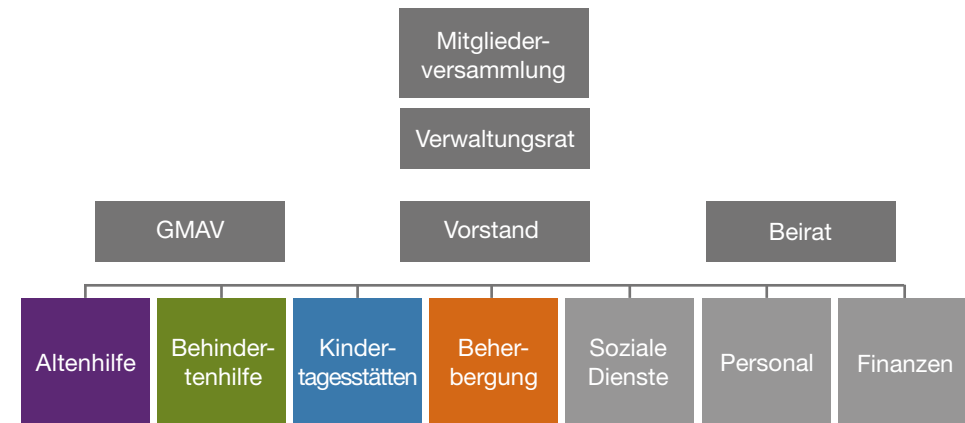 Mitglieder-
versammlung
Verwaltungsrat
GMAV
Vorstand
Beirat
Altenhilfe
Behinder-
tenhilfe
Kinder-
tagesstätten
Beher-
bergung
Soziale
Dienste
Personal
Finanzen